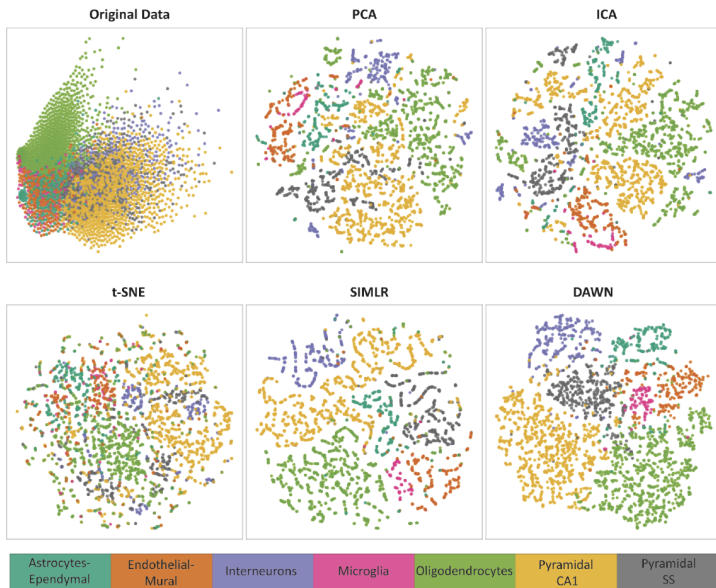 Original Data
PCA
ICA
t-SNE
SIMLR
DAWN
Astrocytes-
Ependymal
Endothelial-
Mural
Interneurons
Microglia
Oligodendrocytes
Pyramidal
CA1
Pyramidal
SS